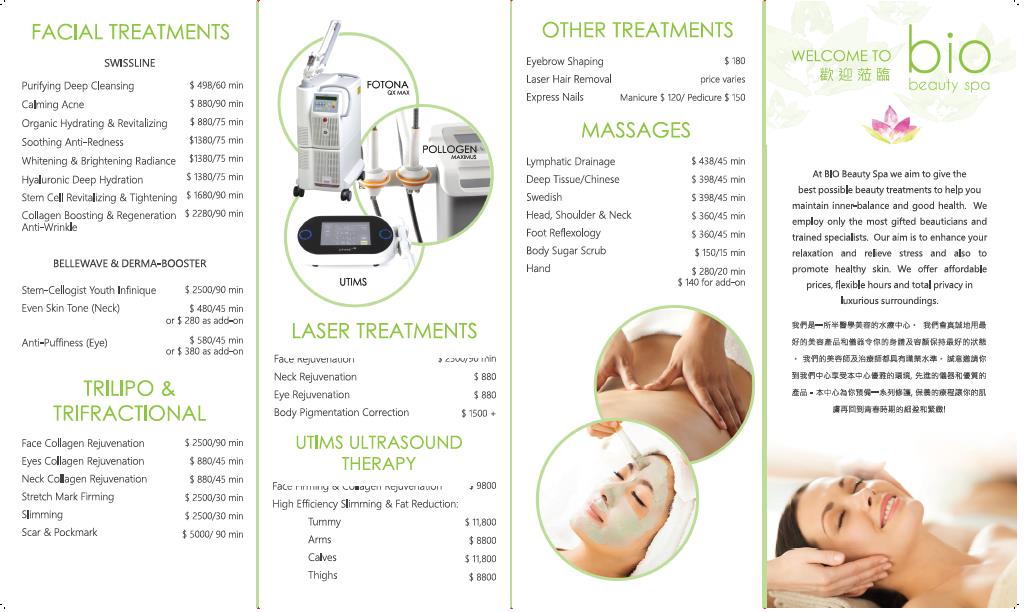 FACIAL TREATMENTS
SWISSLINE
Purifying Deep Cleansing $ 498/60 min
Calming Acne $ 880/90 min
Organic Hydrating & Revitalizing $ 880/75 min
Soothing Anti-Redness $1380/75 min
Whitening & Brightening Radiance $1380/75 min
Hyaluronic Deep Hydration $ 1380/75 min
Stem Cell Revitalizing & Tightening $ 1680/90 min
Collagen Boosting & Regeneration $ 2280/90 min
Anti-Wrinkle
BELLEWAVE & DERMA-BOOSTER
Stem-Cellogist Youth Infinique $ 2500/90 min
Even Skin Tone (Neck) $ 480/45 min
or $ 280 as add-on
Anti-Puffiness (Eye) $ 580/45 min
or $ 380 as add-on
TRILIPO &
TRIFRACTIONAL
Face Collagen Rejuvenation $ 2500/90 min
Eyes Collagen Rejuvenation $ 880/45 min
Neck Collagen Rejuvenation $ 880/45 min
Stretch Mark Firming $ 2500/30 min
Slimming $ 2500/30 min
Scar & Pockmark $ 5000/ 90 min
FOTONA
QX MAX
POLLOGEN
MAXIMUS
UTIMS
LASER TREATMENTS
Face Rejuvenation $ 2500/90 min
Neck Rejuvenation $ 880
Eye Rejuvenation $ 880
Body Pigmentation Correction $ 1500 +
UTIMS ULTRASOUND
THERAPY
Face Firming & Collagen Rejuvenation $ 9800
High Efficiency Slimming & Fat Reduction:
Tummy $ 11,800
Arms $ 8800
Calves $ 11,800
Thighs $ 8800
OTHER TREATMENTS
Eyebrow Shaping $ 180
Laser Hair Removal price varies
Express Nails Manicure $ 120/ Pedicure $ 150
MASSAGES
Lymphatic Drainage $ 438/45 min
Deep Tissue/Chinese $ 398/45 min
Swedish $ 398/45 min
Head, Shoulder & Neck $ 360/45 min
Foot Reflexology $ 360/45 min
Body Sugar Scrub $ 150/15 min
Hand $ 280/20 min
$ 140 for add-on
WELCOME TO
歡迎蒞臨
bio
beauty spa
At BIO Beauty Spa we aim to give the
best possible beauty treatments to help you
maintain inner-balance and good health. We
employ only the most gifted beauticians and
trained specialists. Our aim is to enhance your
relaxation and relieve stress and also to
promote healthy skin. We offer affordable
prices, flexible hours and total privacy in
luxurious surroundings.
我們是一所半醫學美容的水療中心。 我們會真誠地用最
好的美容產品和儀器令你的身體及容顏保持最好的狀態
。 我們的美容師及治療師都具有專業水準。誠意邀請你
到我們中心享受本中心優雅的環境, 先進的儀器和優質的
產品。本中心為你預備一系列修護, 保養的療程讓你的肌
膚再回到青春時期的細盈和緊緻!